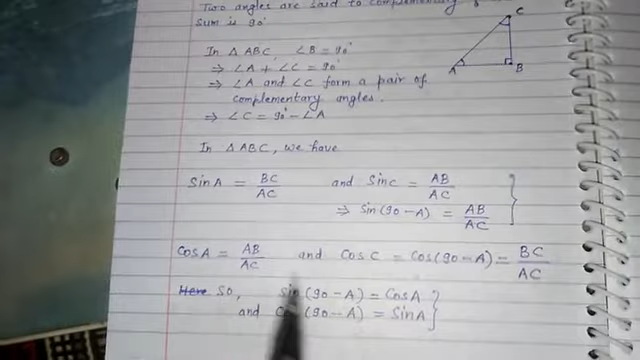 Two angles are said to complementary if
sum is 90°
In △ ABC ∠B = 90°
⇒ ∠A + ∠C = 90°
⇒ ∠A and ∠C form a pair of
complementary angles.
⇒ ∠C = 90° - ∠A
C
A
B
In △ ABC, we have
Sin A = BC/AC and Sin C = AB/AC
⇒ Sin (90 - A) = AB/AC
Cos A = AB/AC and Cos C = Cos (90 - A) = BC/AC
Here So, Sin (90 - A) = Cos A
and (90 - A) = Sin A